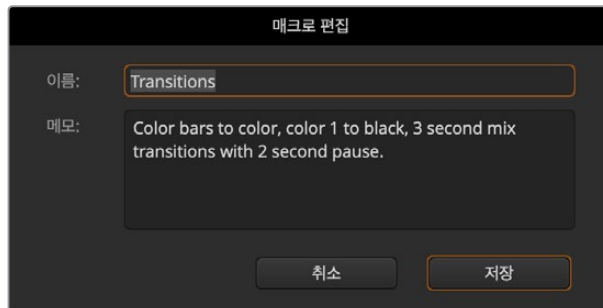 매크로 편집
이름: Transitions
메모: Color bars to color, color 1 to black, 3 second mix
transitions with 2 second pause.
취소 저장